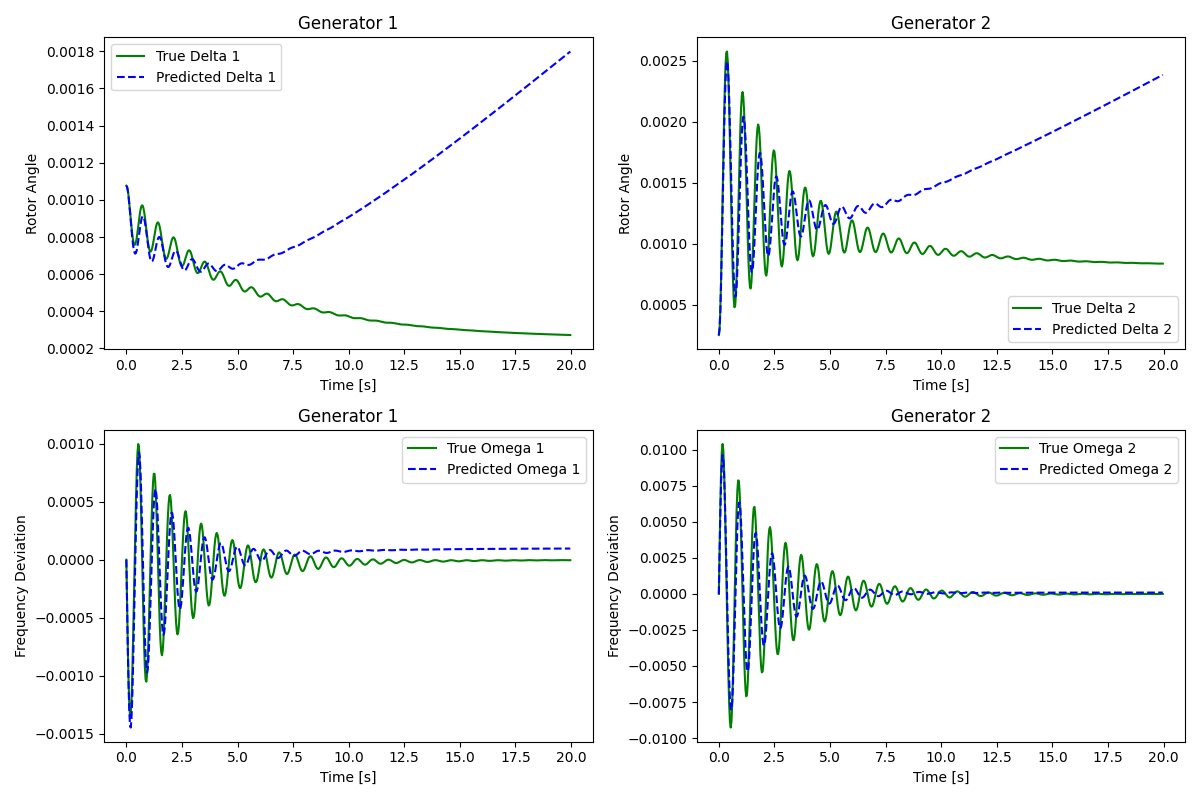 Generator 1
Rotor Angle
0.0018
0.0016
0.0014
0.0012
0.0010
0.0008
0.0006
0.0004
0.0002
True Delta 1
Predicted Delta 1
0.0 2.5 5.0 7.5 10.0 12.5 15.0 17.5 20.0
Time [s]
Generator 2
Rotor Angle
0.0025
0.0020
0.0015
0.0010
0.0005
True Delta 2
Predicted Delta 2
0.0 2.5 5.0 7.5 10.0 12.5 15.0 17.5 20.0
Time [s]
Generator 1
Frequency Deviation
0.0010
0.0005
0.0000
−0.0005
−0.0010
−0.0015
True Omega 1
Predicted Omega 1
0.0 2.5 5.0 7.5 10.0 12.5 15.0 17.5 20.0
Time [s]
Generator 2
Frequency Deviation
0.0100
0.0075
0.0050
0.0025
0.0000
−0.0025
−0.0050
−0.0075
−0.0100
True Omega 2
Predicted Omega 2
0.0 2.5 5.0 7.5 10.0 12.5 15.0 17.5 20.0
Time [s]